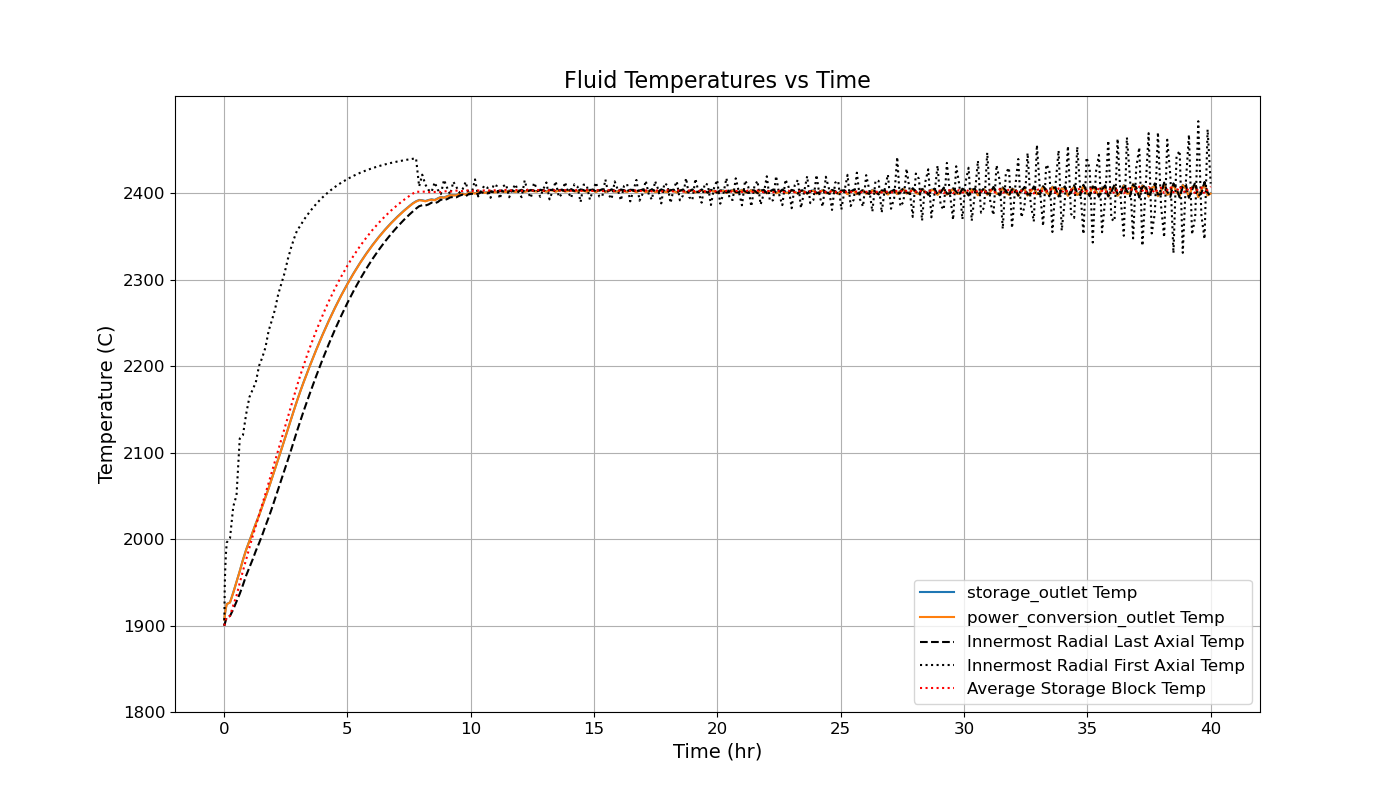 Fluid Temperatures vs Time
Temperature (C)
2400
2300
2200
2100
2000
1900
1800
storage_outlet Temp
power_conversion_outlet Temp
Innermost Radial Last Axial Temp
Innermost Radial First Axial Temp
Average Storage Block Temp
0 5 10 15 20 25 30 35 40
Time (hr)